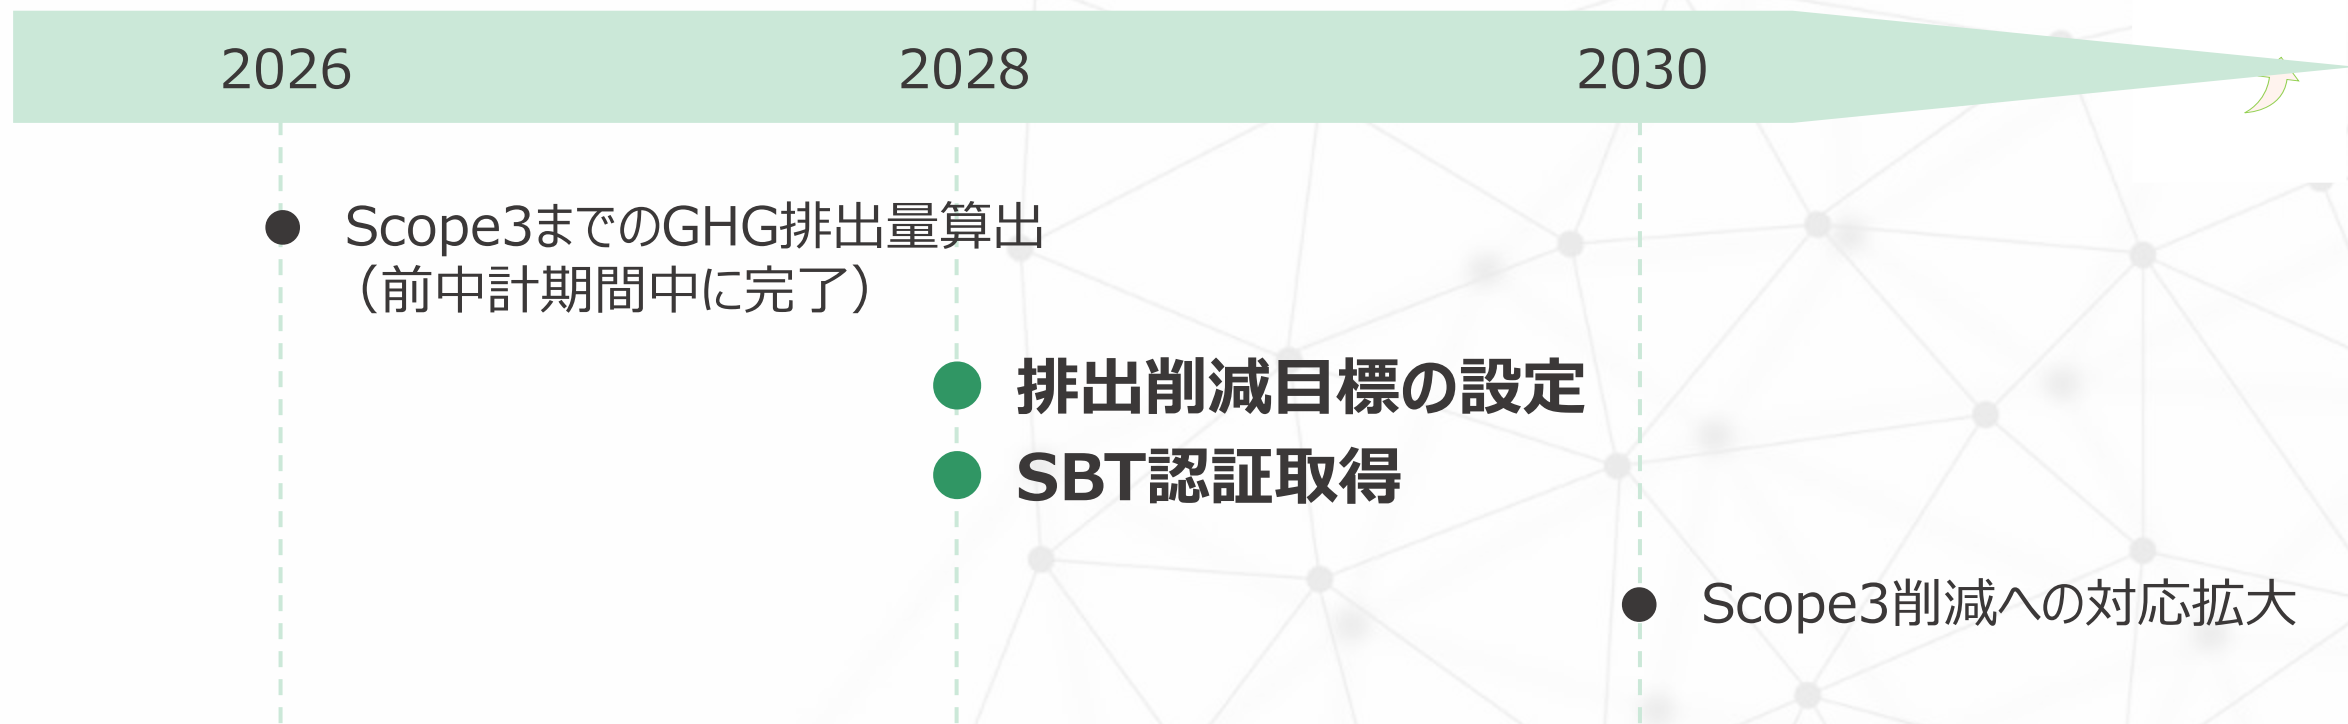 2026 2028 2030
Scope3までのGHG排出量算出
（前中計期間中に完了）
排出削減目標の設定
SBT認証取得
Scope3削減への対応拡大